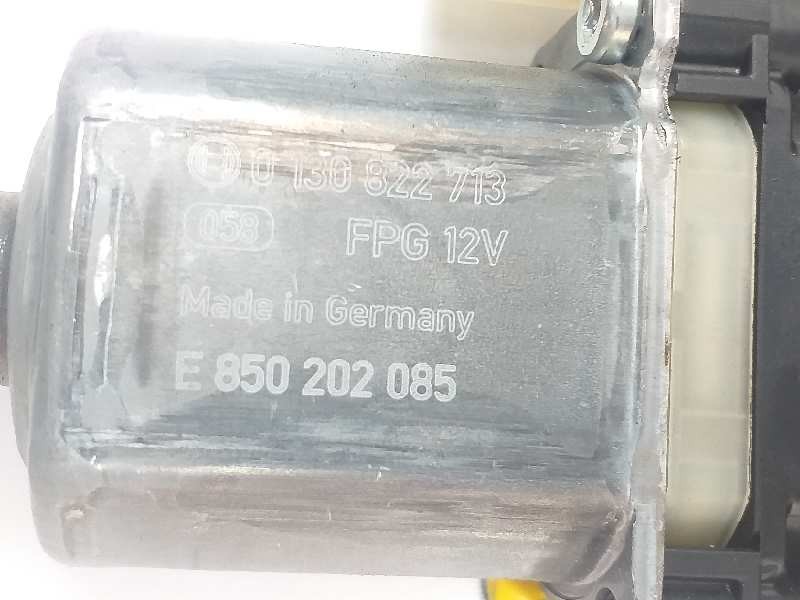 0 130 822 713
058 FPG 12V
Made in Germany
E 850 202 085